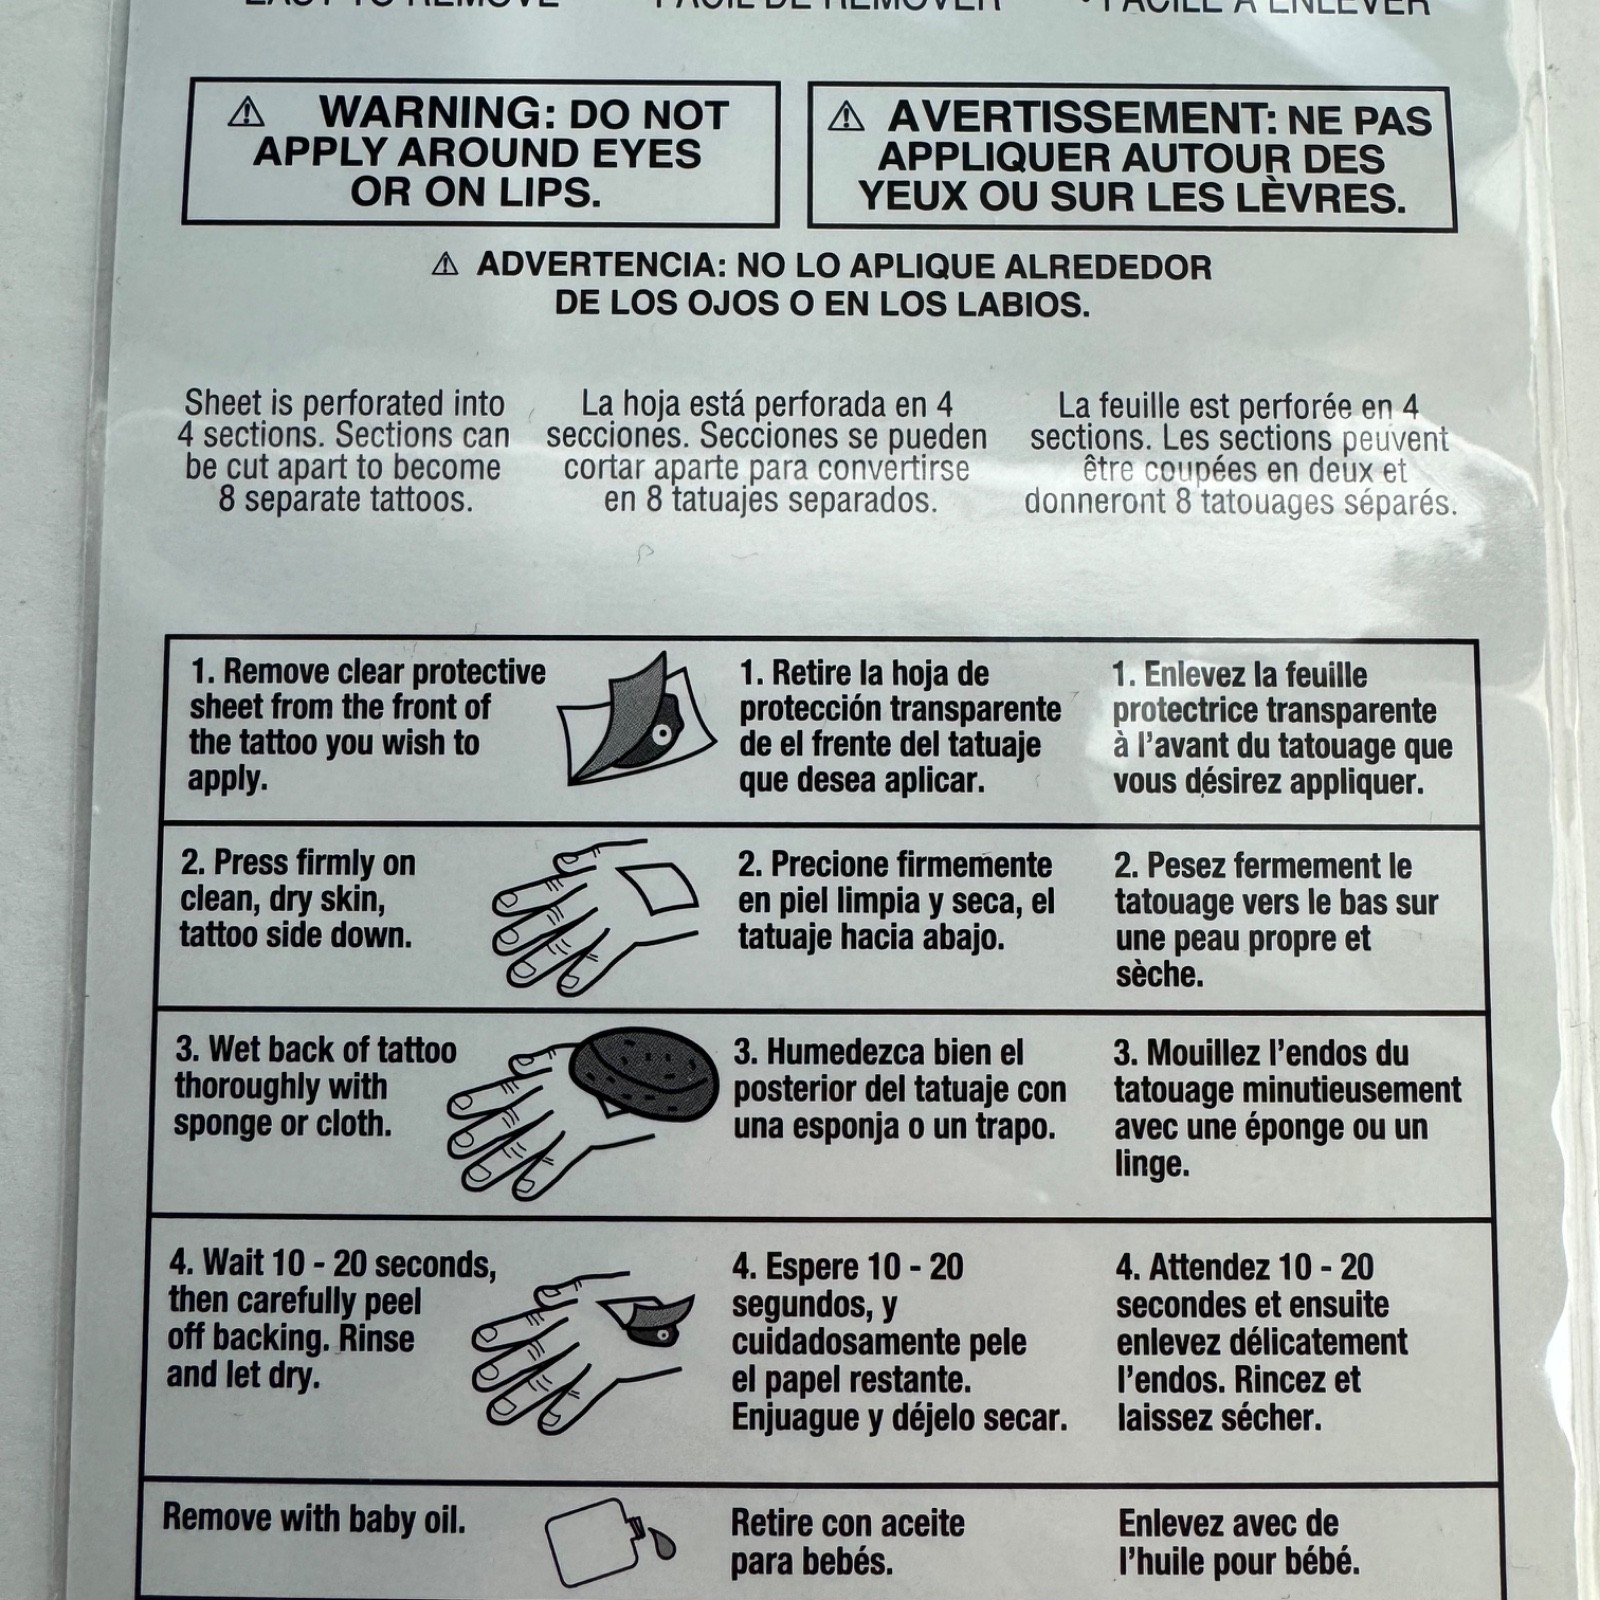 EASY TO REMOVE
FÁCIL DE REMOVER
• FACILE À ENLEVER
⚠ WARNING: DO NOT
APPLY AROUND EYES
OR ON LIPS.
⚠ AVERTISSEMENT: NE PAS
APPLIQUER AUTOUR DES
YEUX OU SUR LES LÈVRES.
⚠ ADVERTENCIA: NO LO APLIQUE ALREDEDOR
DE LOS OJOS O EN LOS LABIOS.
Sheet is perforated into
4 sections. Sections can
be cut apart to become
8 separate tattoos.
La hoja está perforada en 4
secciones. Secciones se pueden
cortar aparte para convertirse
en 8 tatuajes separados.
La feuille est perforée en 4
sections. Les sections peuvent
être coupées en deux et
donneront 8 tatouages séparés.
1. Remove clear protective
sheet from the front of
the tattoo you wish to
apply.
1. Retire la hoja de
protección transparente
de el frente del tatuaje
que desea aplicar.
1. Enlevez la feuille
protectrice transparente
à l'avant du tatouage que
vous désirez appliquer.
2. Press firmly on
clean, dry skin,
tattoo side down.
2. Precione firmemente
en piel limpia y seca, el
tatuaje hacia abajo.
2. Pesez fermement le
tatouage vers le bas sur
une peau propre et
sèche.
3. Wet back of tattoo
thoroughly with
sponge or cloth.
3. Humedezca bien el
posterior del tatuaje con
una esponja o un trapo.
3. Mouillez l'endos du
tatouage minutieusement
avec une éponge ou un
linge.
4. Wait 10 - 20 seconds,
then carefully peel
off backing. Rinse
and let dry.
4. Espere 10 - 20
segundos, y
cuidadosamente pele
el papel restante.
Enjuague y déjelo secar.
4. Attendez 10 - 20
secondes et ensuite
enlevez délicatement
l'endos. Rincez et
laissez sécher.
Remove with baby oil.
Retire con aceite
para bebés.
Enlevez avec de
l'huile pour bébé.